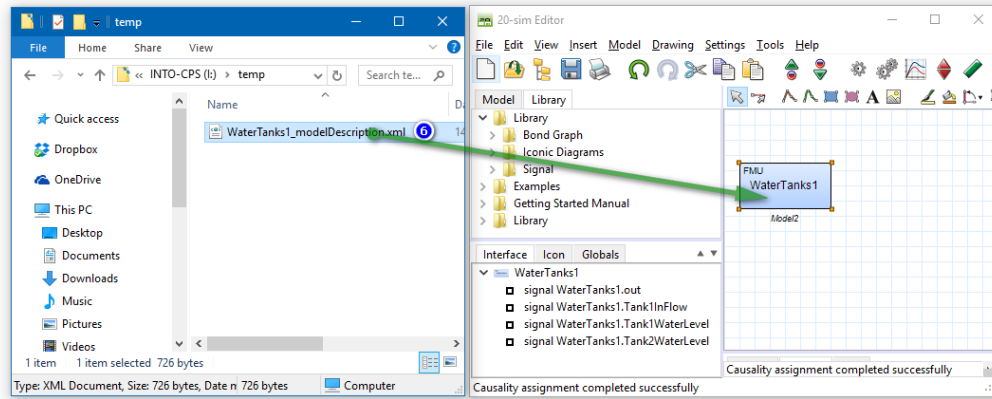 temp
File Home Share View
« INTO-CPS (I:) > temp
Search te...
Name
Quick access
WaterTanks1_modelDescription.xml 6 14
Dropbox
OneDrive
This PC
Desktop
Documents
Downloads
Music
Pictures
Videos
1 item 1 item selected 726 bytes
Type: XML Document, Size: 726 bytes, Date n 726 bytes Computer
20-sim Editor
File Edit View Insert Model Drawing Settings Tools Help
Model Library
Library
Bond Graph
Iconic Diagrams
Signal
Examples
Getting Started Manual
Library
A
FMU
WaterTanks1
Model2
Interface Icon Globals
WaterTanks1
signal WaterTanks1.out
signal WaterTanks1.Tank1InFlow
signal WaterTanks1.Tank1WaterLevel
signal WaterTanks1.Tank2WaterLevel
Causality assignment completed successfully
Causality assignment completed successfully